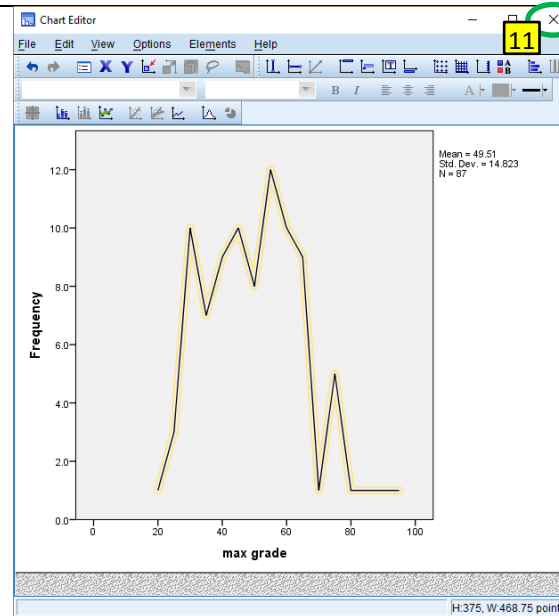 Chart Editor
11
File Edit View Options Elements Help
X Y
B I
A
Mean = 49.51
Std. Dev. = 14.823
N = 87
12.0
10.0
8.0
6.0
4.0
2.0
0.0
Frequency
0 20 40 60 80 100
max grade
H:375, W:468.75 point